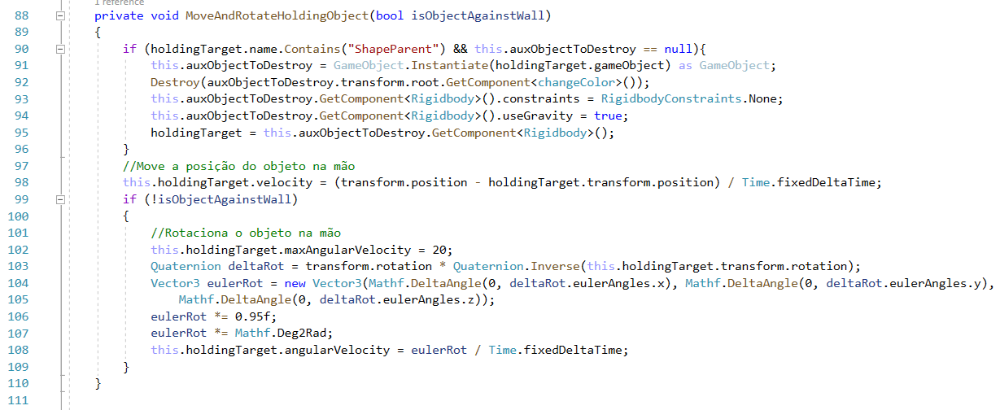 1 reference
88 private void MoveAndRotateHoldingObject(bool isObjectAgainstWall)
89 {
90 if (holdingTarget.name.Contains("ShapeParent") && this.auxObjectToDestroy == null){
91 this.auxObjectToDestroy = GameObject.Instantiate(holdingTarget.gameObject) as GameObject;
92 Destroy(auxObjectToDestroy.transform.root.GetComponent<changeColor>());
93 this.auxObjectToDestroy.GetComponent<Rigidbody>().constraints = RigidbodyConstraints.None;
94 this.auxObjectToDestroy.GetComponent<Rigidbody>().useGravity = true;
95 holdingTarget = this.auxObjectToDestroy.GetComponent<Rigidbody>();
96 }
97 //Move a posição do objeto na mão
98 this.holdingTarget.velocity = (transform.position - holdingTarget.transform.position) / Time.fixedDeltaTime;
99 if (!isObjectAgainstWall)
100 {
101 //Rotaciona o objeto na mão
102 this.holdingTarget.maxAngularVelocity = 20;
103 Quaternion deltaRot = transform.rotation * Quaternion.Inverse(this.holdingTarget.transform.rotation);
104 Vector3 eulerRot = new Vector3(Mathf.DeltaAngle(0, deltaRot.eulerAngles.x), Mathf.DeltaAngle(0, deltaRot.eulerAngles.y),
105 Mathf.DeltaAngle(0, deltaRot.eulerAngles.z));
106 eulerRot *= 0.95f;
107 eulerRot *= Mathf.Deg2Rad;
108 this.holdingTarget.angularVelocity = eulerRot / Time.fixedDeltaTime;
109 }
110 }
111